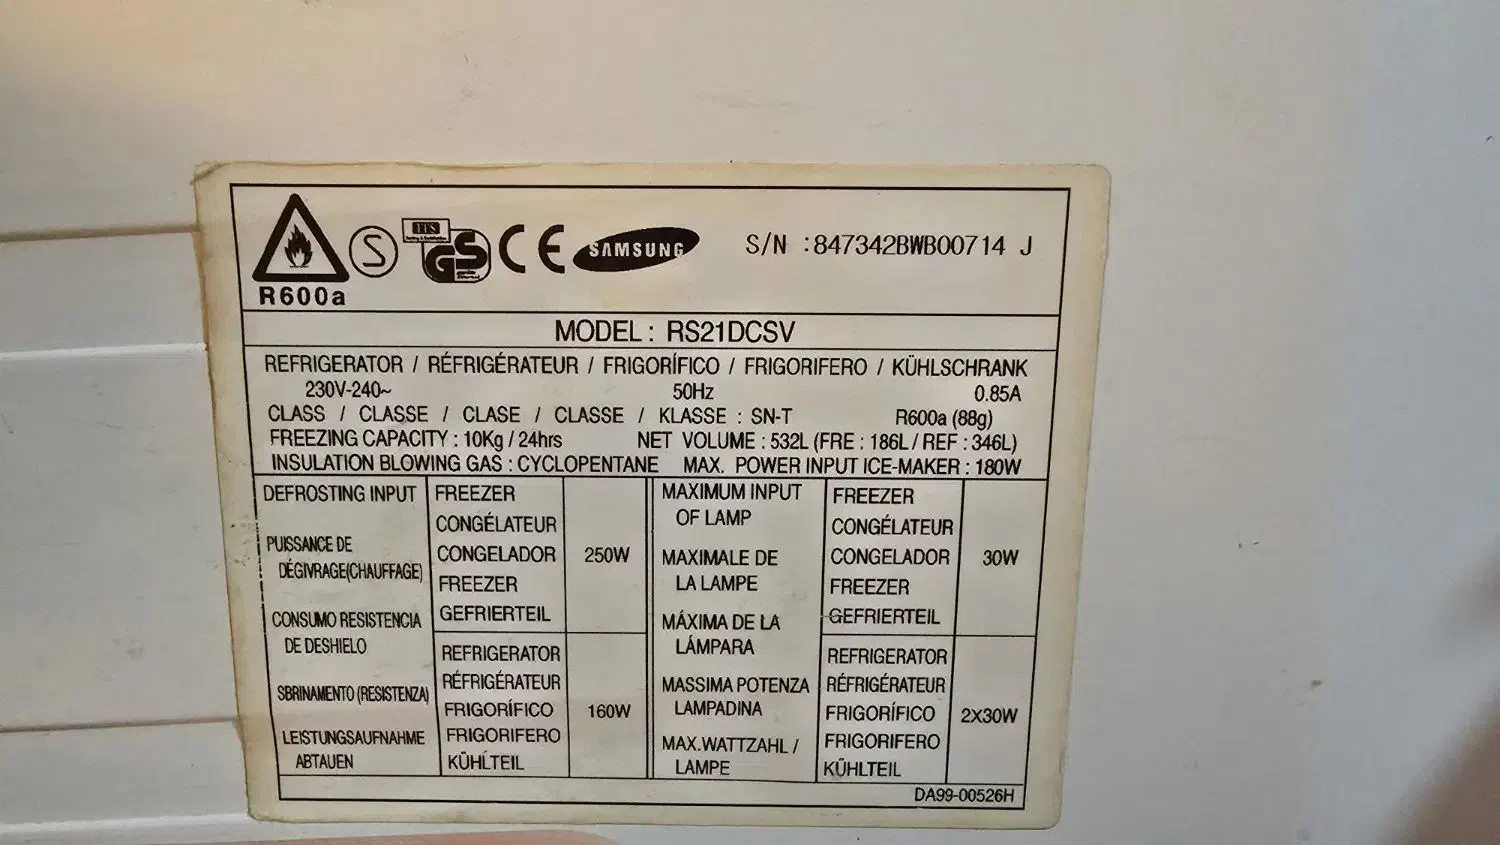 R600a
S
ITS
GS
CE
SAMSUNG
S/N :847342BWB00714 J
MODEL : RS21DCSV
REFRIGERATOR / RÉFRIGÉRATEUR / FRIGORÍFICO / FRIGORIFERO / KÜHLSCHRANK
230V-240~ 50Hz 0.85A
CLASS / CLASSE / CLASE / CLASSE / KLASSE : SN-T R600a (88g)
FREEZING CAPACITY : 10Kg / 24hrs NET VOLUME : 532L (FRE : 186L / REF : 346L)
INSULATION BLOWING GAS : CYCLOPENTANE MAX. POWER INPUT ICE-MAKER : 180W
DEFROSTING INPUT
PUISSANCE DE
DÉGIVRAGE(CHAUFFAGE)
CONSUMO RESISTENCIA
DE DESHIELO
SBRINAMENTO (RESISTENZA)
LEISTUNGSAUFNAHME
ABTAUEN
FREEZER
CONGÉLATEUR
CONGELADOR
FREEZER
GEFRIERTEIL
250W
REFRIGERATOR
RÉFRIGÉRATEUR
FRIGORÍFICO
FRIGORIFERO
KÜHLTEIL
160W
MAXIMUM INPUT
OF LAMP
MAXIMALE DE
LA LAMPE
MÁXIMA DE LA
LÁMPARA
MASSIMA POTENZA
LAMPADINA
MAX.WATTZAHL /
LAMPE
FREEZER
CONGÉLATEUR
CONGELADOR
FREEZER
GEFRIERTEIL
30W
REFRIGERATOR
RÉFRIGÉRATEUR
FRIGORÍFICO
FRIGORIFERO
KÜHLTEIL
2X30W
DA99-00526H